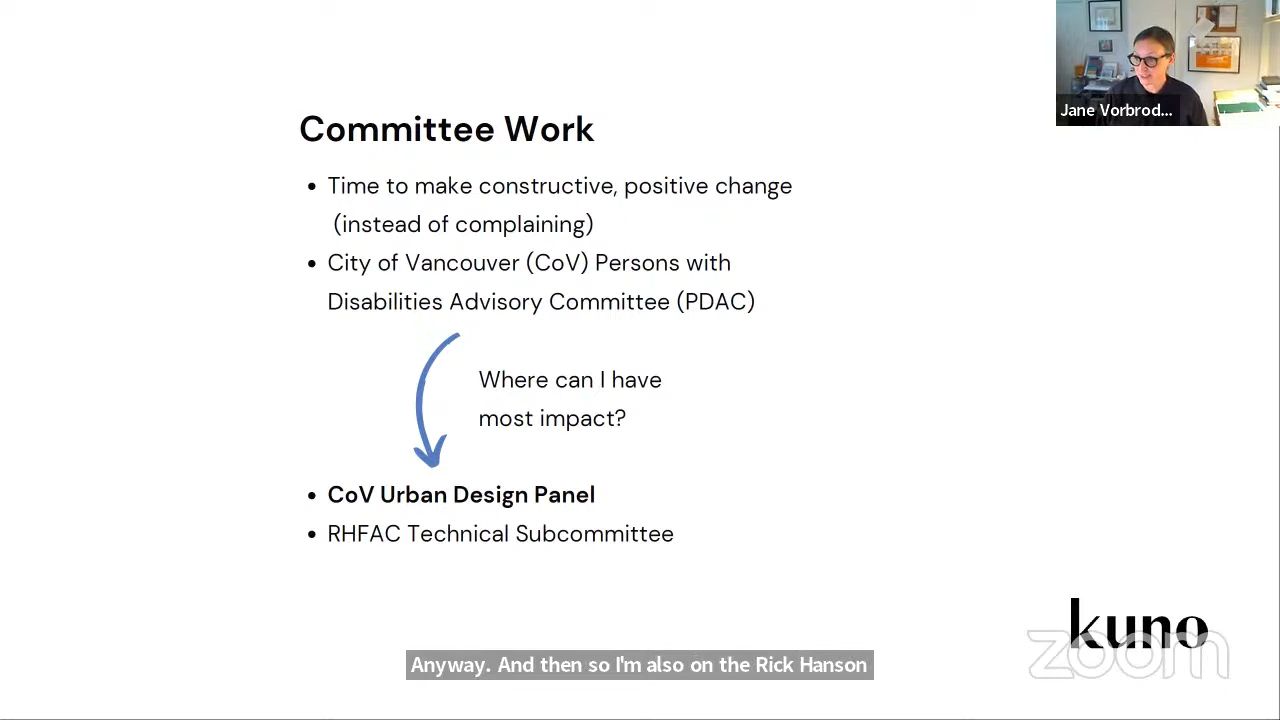 Jane Vorbrod...
Committee Work
• Time to make constructive, positive change
(instead of complaining)
• City of Vancouver (CoV) Persons with
Disabilities Advisory Committee (PDAC)
Where can I have
most impact?
• CoV Urban Design Panel
• RHFAC Technical Subcommittee
kuno
zoom
Anyway. And then so I'm also on the Rick Hanson